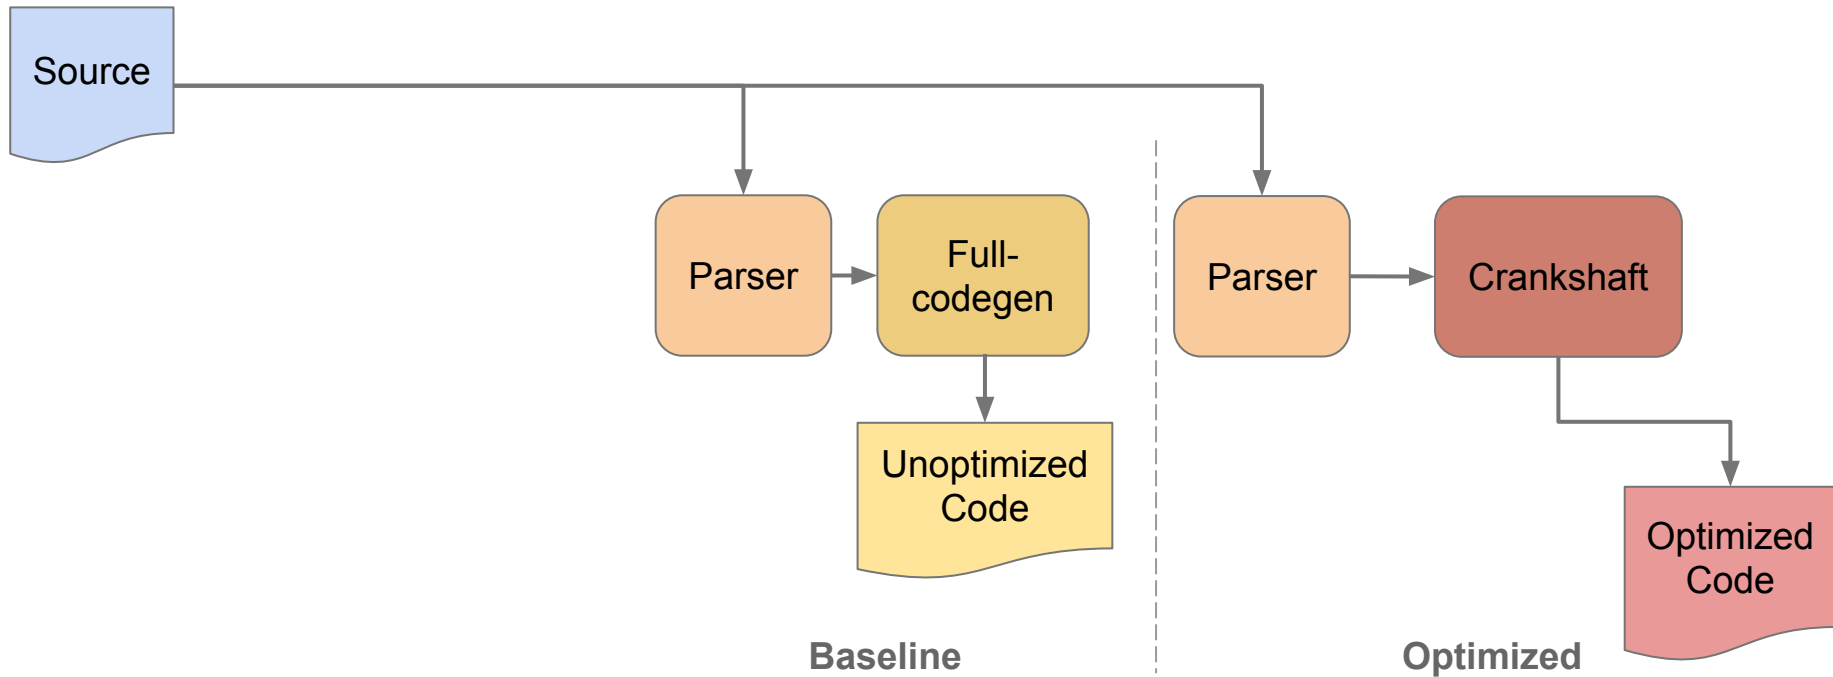 Source
Parser
Full-
codegen
Parser
Crankshaft
Unoptimized
Code
Optimized
Code
Baseline
Optimized